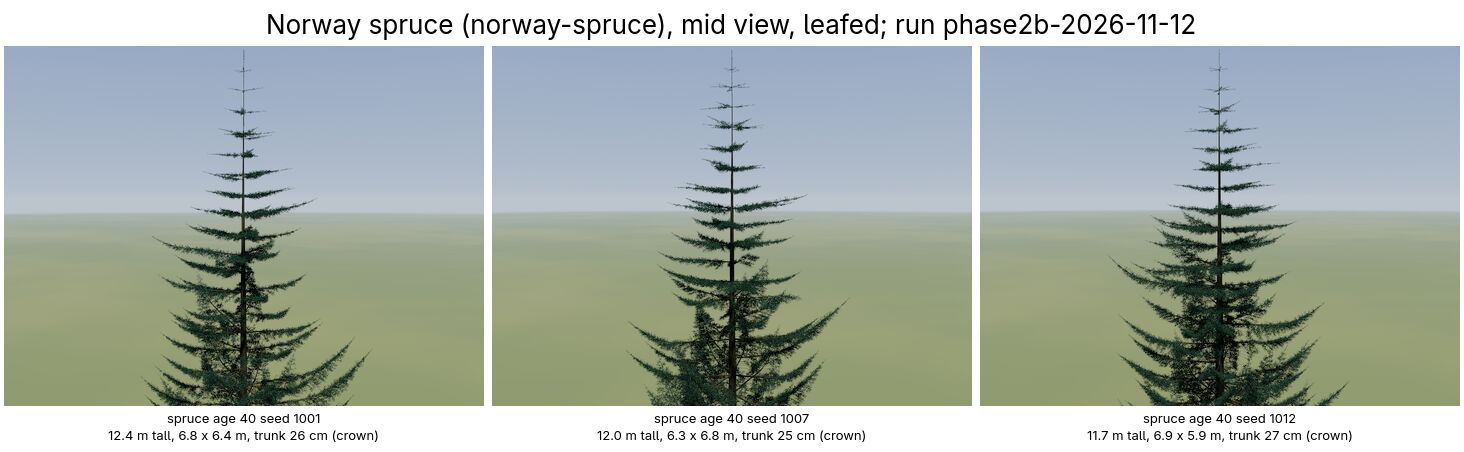 Norway spruce (norway-spruce), mid view, leafed; run phase2b-2026-11-12
spruce age 40 seed 1001
12.4 m tall, 6.8 x 6.4 m, trunk 26 cm (crown)
spruce age 40 seed 1007
12.0 m tall, 6.3 x 6.8 m, trunk 25 cm (crown)
spruce age 40 seed 1012
11.7 m tall, 6.9 x 5.9 m, trunk 27 cm (crown)